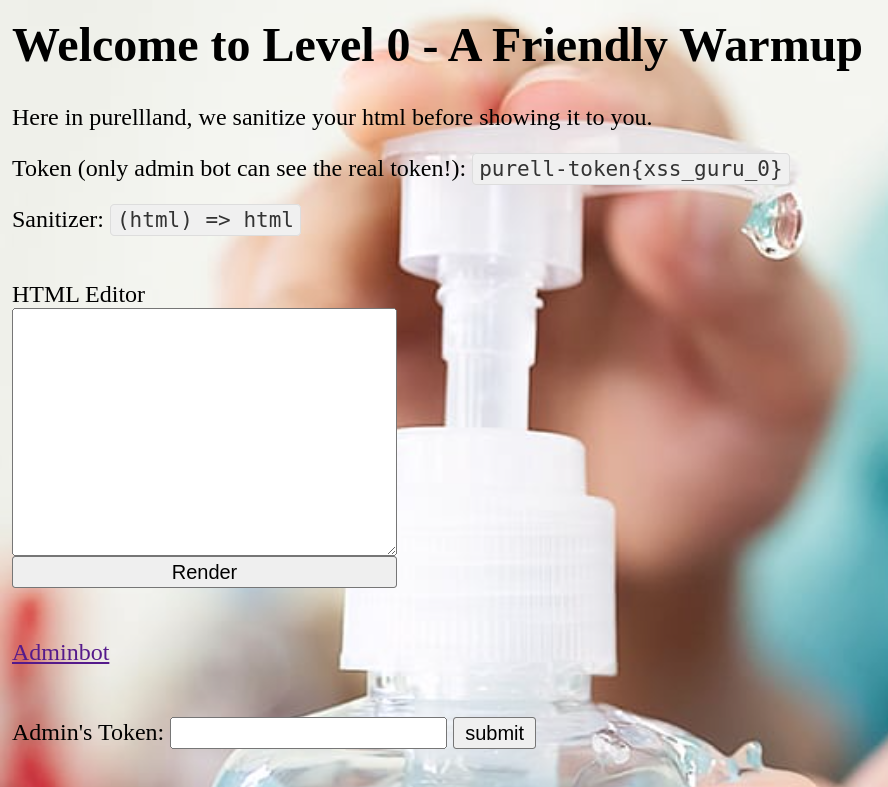 Welcome to Level 0 - A Friendly Warmup
Here in purellland, we sanitize your html before showing it to you.
Token (only admin bot can see the real token!): purell-token{xss_guru_0}
Sanitizer: (html) => html
HTML Editor
Render
Adminbot
Admin's Token: submit